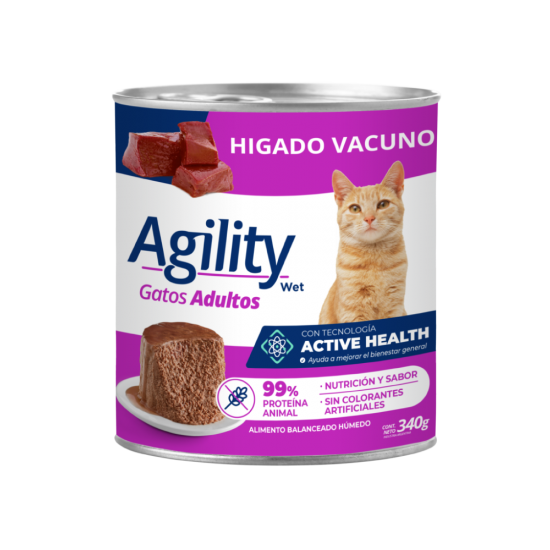 HIGADO VACUNO
Agility
Wet
Gatos Adultos
CON TECNOLOGÍA
ACTIVE HEALTH
Ayuda a mejorar el bienestar general
99%
PROTEÍNA
ANIMAL
· NUTRICIÓN Y SABOR
· SIN COLORANTES
ARTIFICIALES
ALIMENTO BALANCEADO HÚMEDO
CONT.
NETO 340g